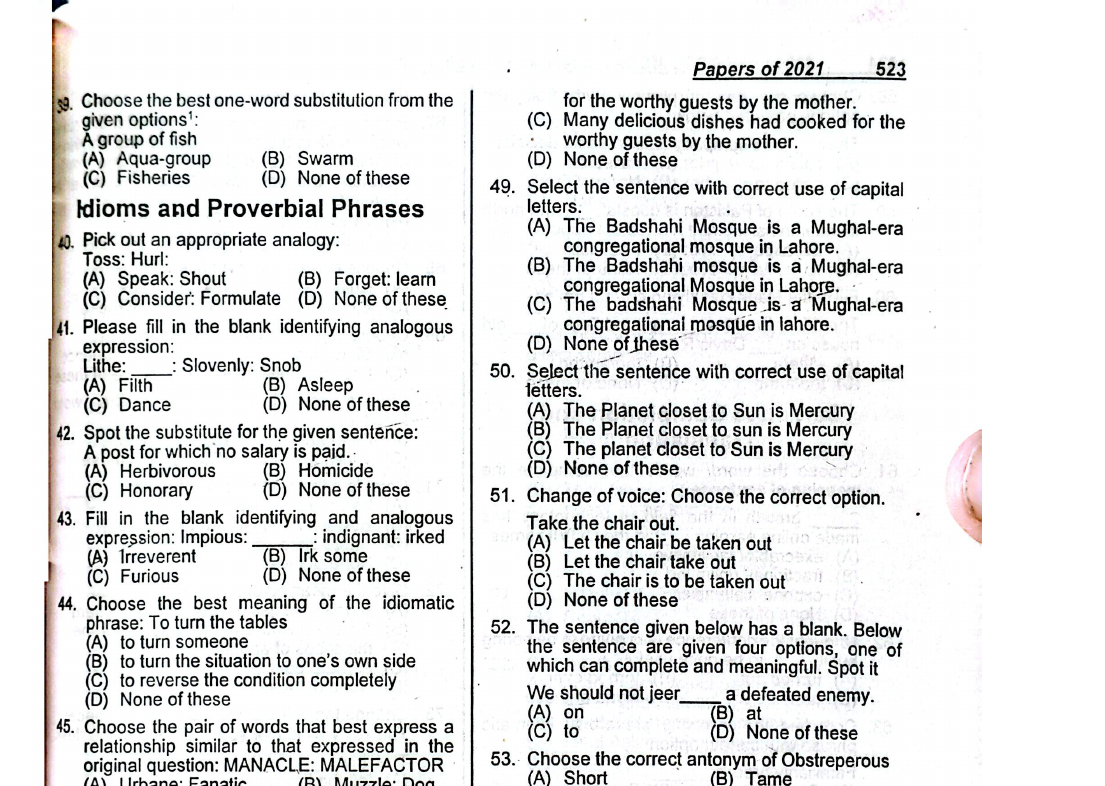 Papers of 2021 523
39. Choose the best one-word substitution from the
given options¹:
A group of fish
(A) Aqua-group (B) Swarm
(C) Fisheries (D) None of these
Idioms and Proverbial Phrases
40. Pick out an appropriate analogy:
Toss: Hurl:
(A) Speak: Shout (B) Forget: learn
(C) Consider: Formulate (D) None of these
41. Please fill in the blank identifying analogous
expression:
Lithe: ____: Slovenly: Snob
(A) Filth (B) Asleep
(C) Dance (D) None of these
42. Spot the substitute for the given sentence:
A post for which no salary is paid.
(A) Herbivorous (B) Homicide
(C) Honorary (D) None of these
43. Fill in the blank identifying and analogous
expression: Impious: ______: indignant: irked
(A) Irreverent (B) Irk some
(C) Furious (D) None of these
44. Choose the best meaning of the idiomatic
phrase: To turn the tables
(A) to turn someone
(B) to turn the situation to one's own side
(C) to reverse the condition completely
(D) None of these
45. Choose the pair of words that best express a
relationship similar to that expressed in the
original question: MANACLE: MALEFACTOR
(A) Urbane: Fanatic (B) Muzzle: Dog
for the worthy guests by the mother.
(C) Many delicious dishes had cooked for the
worthy guests by the mother.
(D) None of these
49. Select the sentence with correct use of capital
letters.
(A) The Badshahi Mosque is a Mughal-era
congregational mosque in Lahore.
(B) The Badshahi mosque is a Mughal-era
congregational Mosque in Lahore.
(C) The badshahi Mosque is a Mughal-era
congregational mosque in lahore.
(D) None of these
50. Select the sentence with correct use of capital
letters.
(A) The Planet closet to Sun is Mercury
(B) The Planet closet to sun is Mercury
(C) The planet closet to Sun is Mercury
(D) None of these
51. Change of voice: Choose the correct option.
Take the chair out.
(A) Let the chair be taken out
(B) Let the chair take out
(C) The chair is to be taken out
(D) None of these
52. The sentence given below has a blank. Below
the sentence are given four options, one of
which can complete and meaningful. Spot it
We should not jeer____ a defeated enemy.
(A) on (B) at
(C) to (D) None of these
53. Choose the correct antonym of Obstreperous
(A) Short (B) Tame